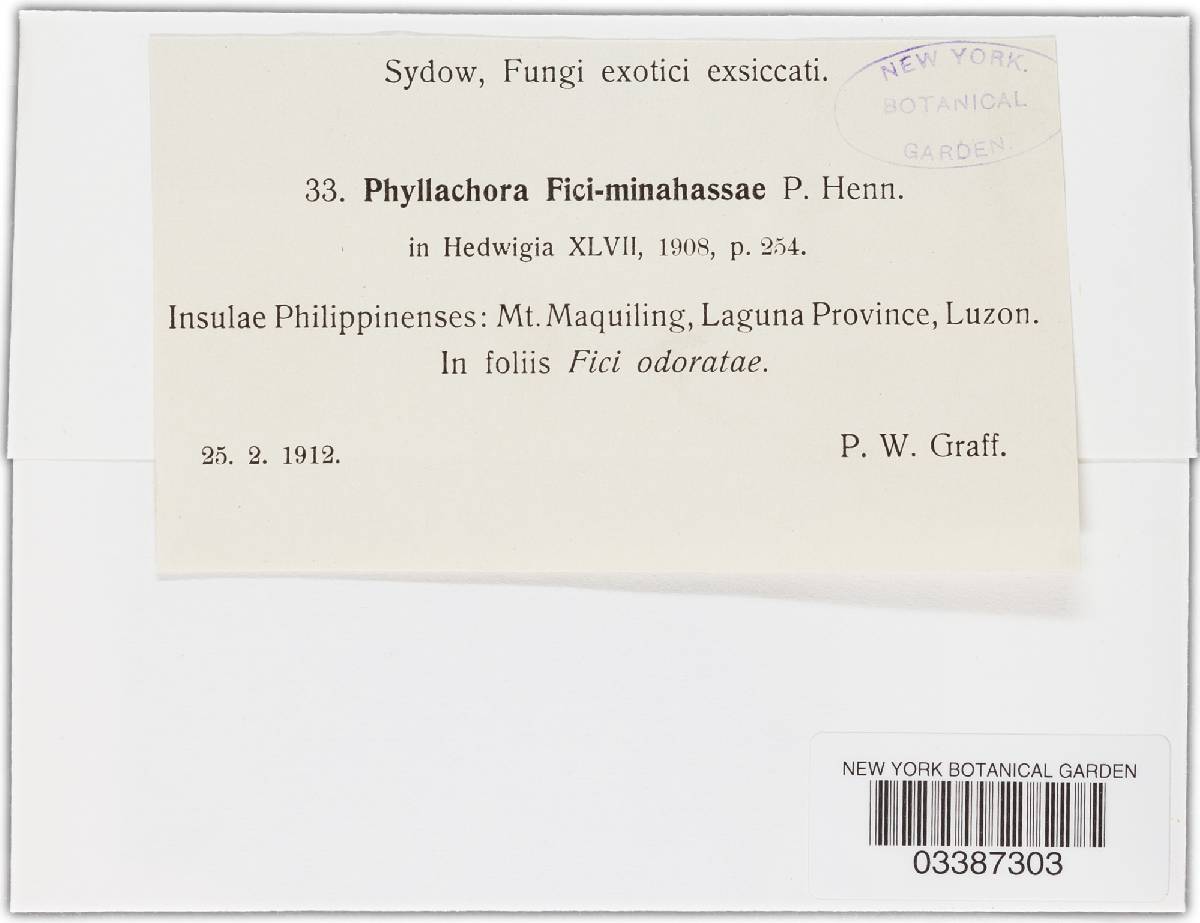 Sydow, Fungi exotici exsiccati.
NEW YORK.
BOTANICAL
GARDEN.
33. Phyllachora Fici-minahassae P. Henn.
in Hedwigia XLVII, 1908, p. 254.
Insulae Philippinenses: Mt. Maquiling, Laguna Province, Luzon.
In foliis Fici odoratae.
25. 2. 1912.
P. W. Graff.
NEW YORK BOTANICAL GARDEN
03387303